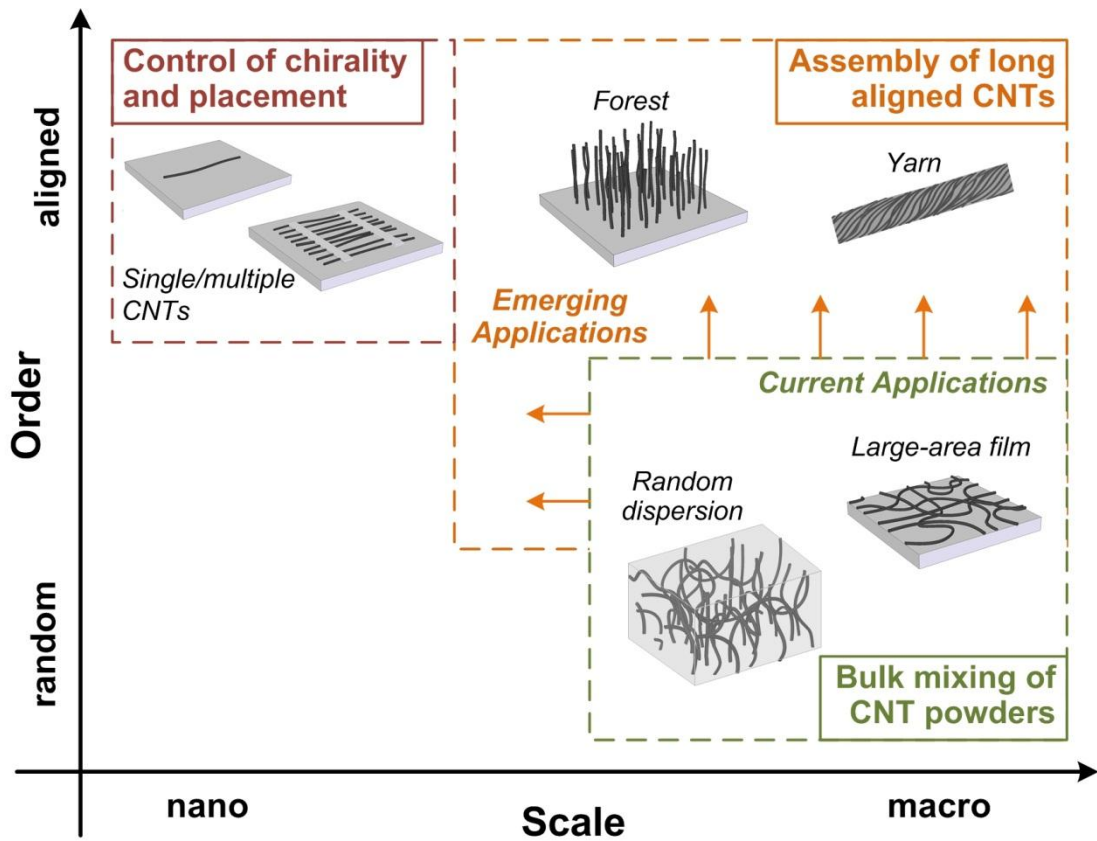 Control of chirality
and placement
Single/multiple
CNTs
Assembly of long
aligned CNTs
Forest
Yarn
Emerging
Applications
Current Applications
Random
dispersion
Large-area film
Bulk mixing of
CNT powders
aligned
Order
random
nano
Scale
macro